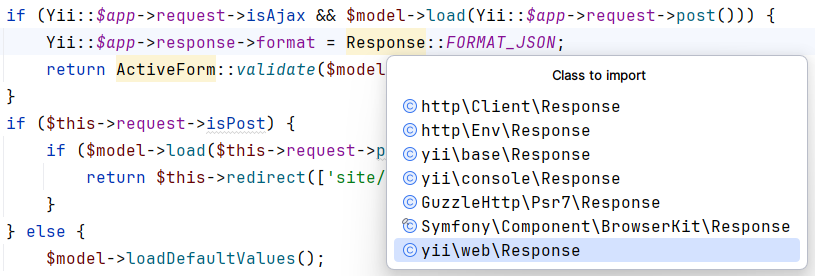 if (Yii::$app->request->isAjax && $model->load(Yii::$app->request->post())) {
Yii::$app->response->format = Response::FORMAT_JSON;
return ActiveForm::validate($model
}
if ($this->request->isPost) {
if ($model->load($this->request->p
return $this->redirect(['site/
}
} else {
$model->loadDefaultValues();
Class to import
http\Client\Response
http\Env\Response
yii\base\Response
yii\console\Response
GuzzleHttp\Psr7\Response
Symfony\Component\BrowserKit\Response
yii\web\Response